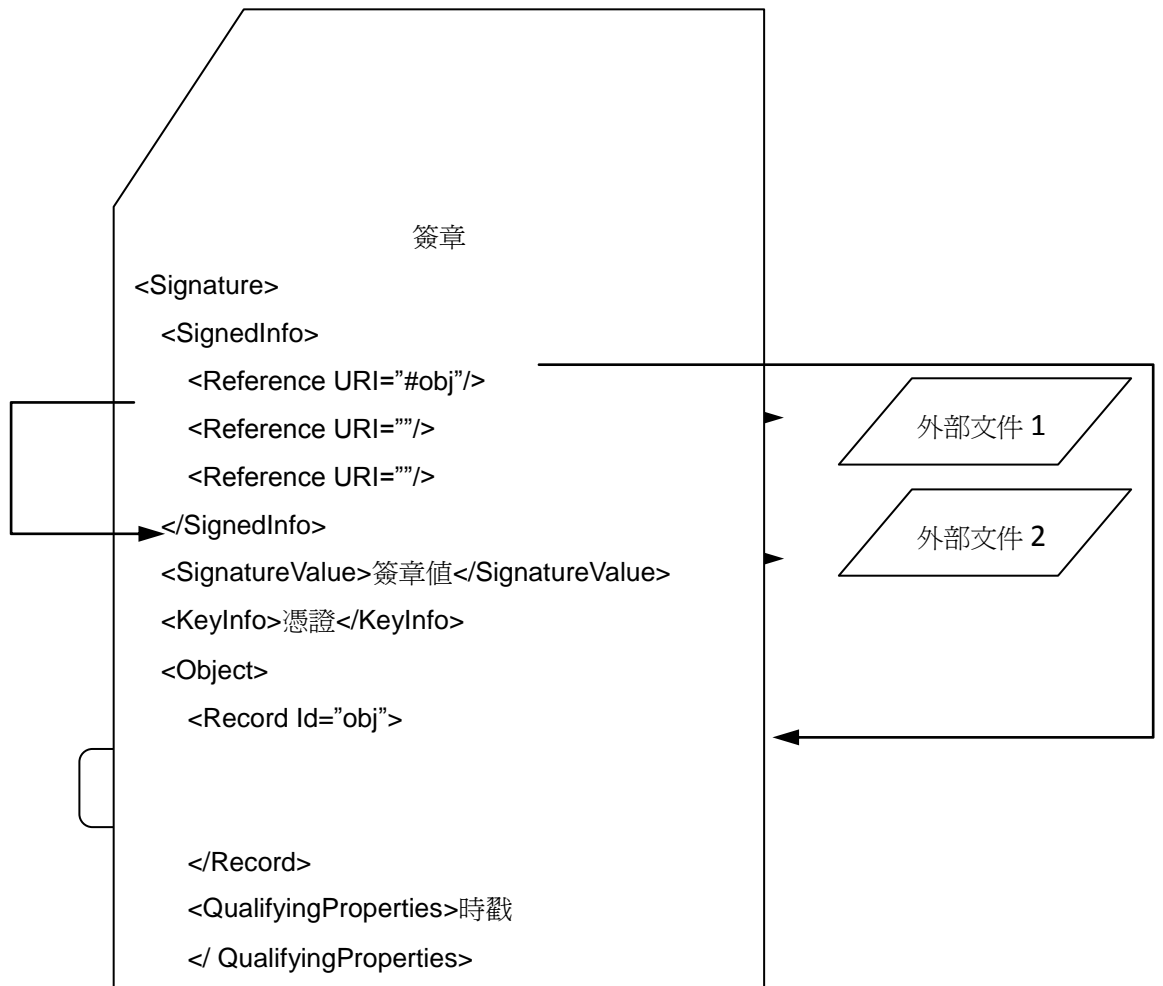 簽章
<Signature>
<SignedInfo>
<Reference URI=”#obj”/>
<Reference URI=””/>
<Reference URI=””/>
</SignedInfo>
<SignatureValue>簽章值</SignatureValue>
<KeyInfo>憑證</KeyInfo>
<Object>
<Record Id=”obj”>
</Record>
<QualifyingProperties>時戳
</ QualifyingProperties>
外部文件 1
外部文件 2